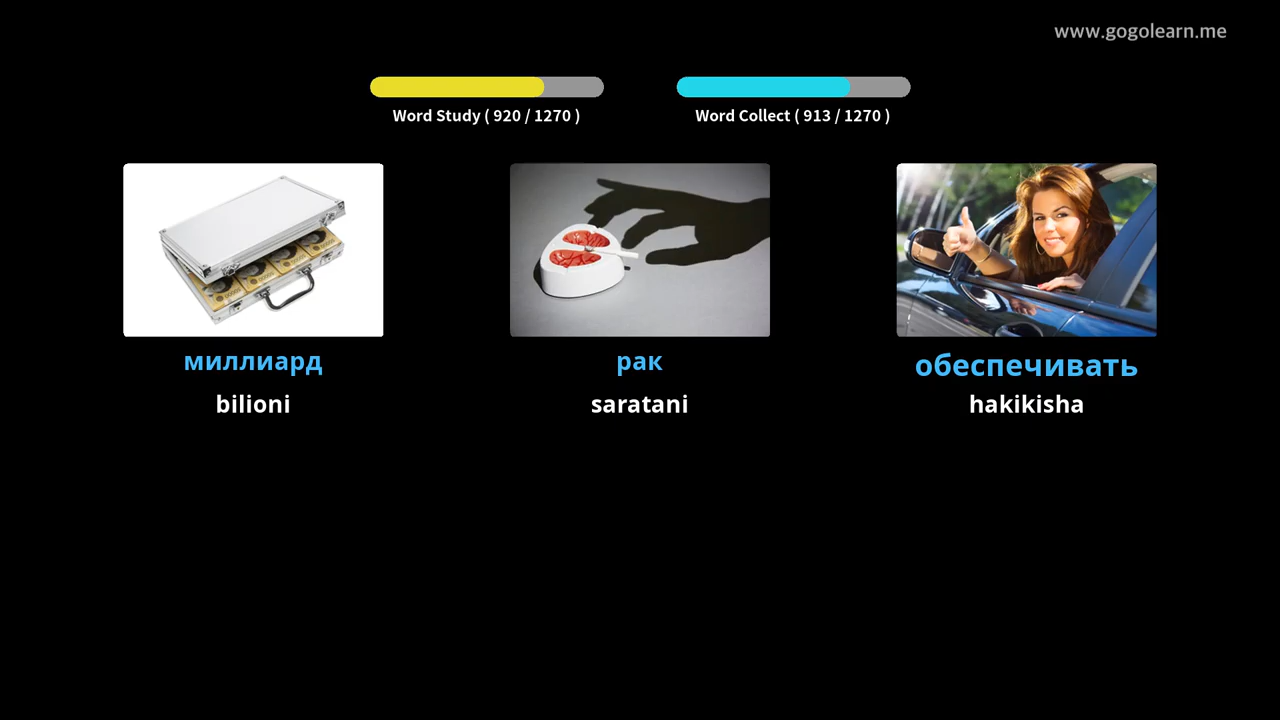 www.gogolearn.me
Word Study ( 920 / 1270 )
Word Collect ( 913 / 1270 )
миллиард
рак
обеспечивать
bilioni
saratani
hakikisha